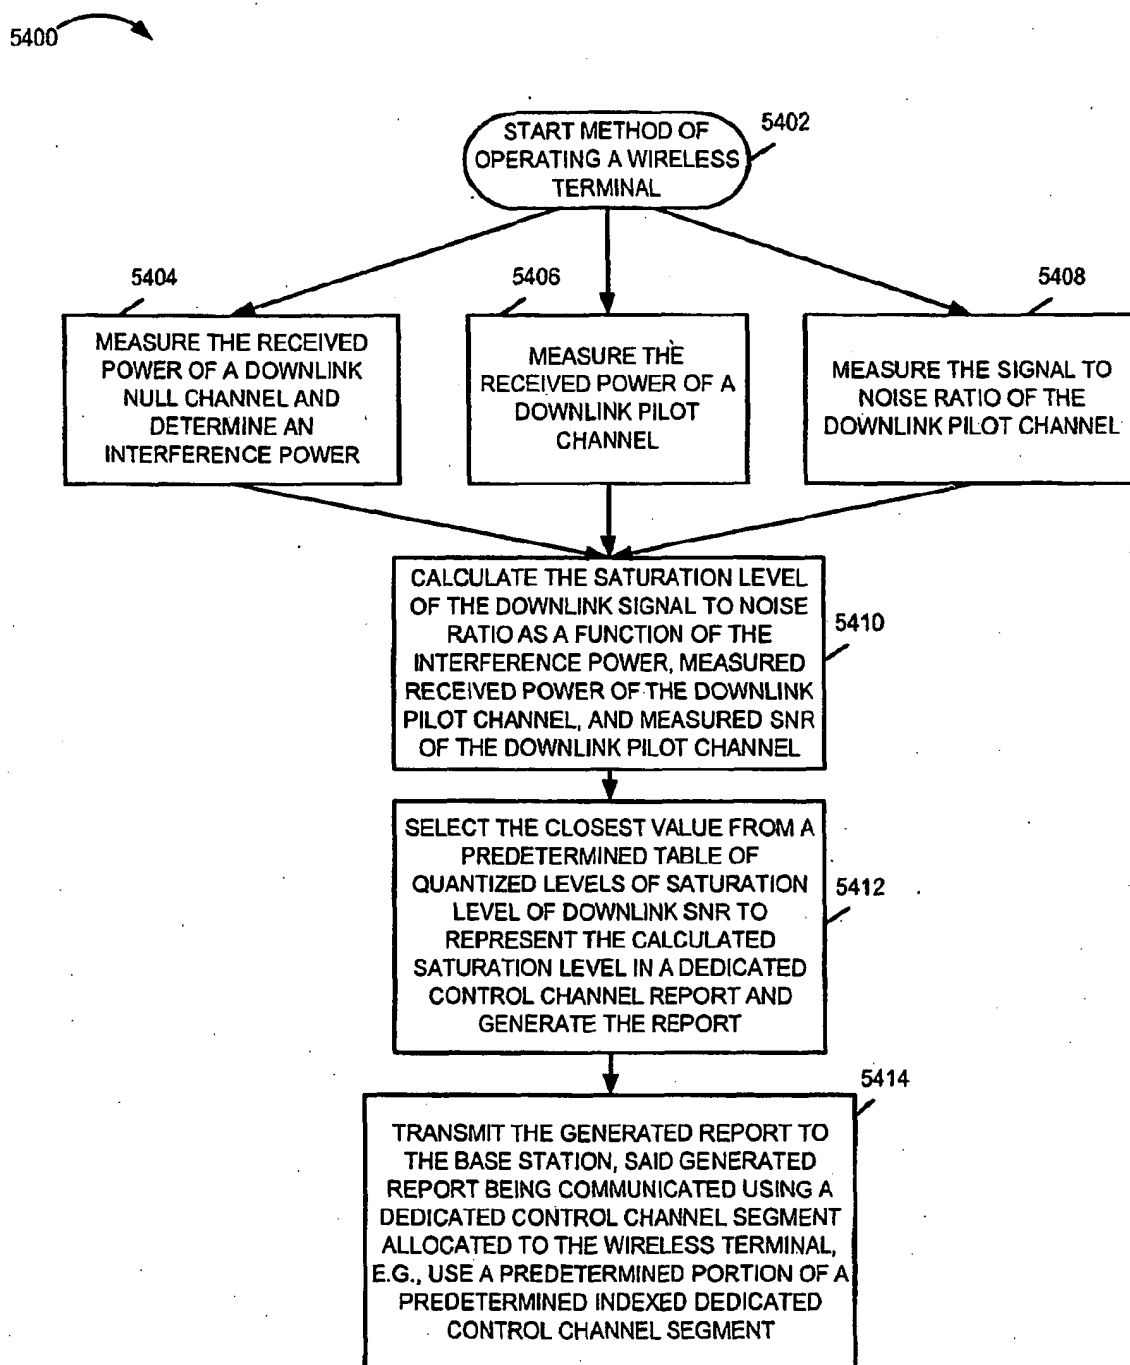 5400
START METHOD OF
OPERATING A WIRELESS
TERMINAL
5402
5404
MEASURE THE RECEIVED
POWER OF A DOWNLINK
NULL CHANNEL AND
DETERMINE AN
INTERFERENCE POWER
5406
MEASURE THE
RECEIVED POWER OF A
DOWNLINK PILOT
CHANNEL
5408
MEASURE THE SIGNAL TO
NOISE RATIO OF THE
DOWNLINK PILOT CHANNEL
CALCULATE THE SATURATION LEVEL
OF THE DOWNLINK SIGNAL TO NOISE
RATIO AS A FUNCTION OF THE
INTERFERENCE POWER, MEASURED
RECEIVED POWER OF THE DOWNLINK
PILOT CHANNEL, AND MEASURED SNR
OF THE DOWNLINK PILOT CHANNEL
5410
SELECT THE CLOSEST VALUE FROM A
PREDETERMINED TABLE OF
QUANTIZED LEVELS OF SATURATION
LEVEL OF DOWNLINK SNR TO
REPRESENT THE CALCULATED
SATURATION LEVEL IN A DEDICATED
CONTROL CHANNEL REPORT AND
GENERATE THE REPORT
5412
5414
TRANSMIT THE GENERATED REPORT TO
THE BASE STATION, SAID GENERATED
REPORT BEING COMMUNICATED USING A
DEDICATED CONTROL CHANNEL SEGMENT
ALLOCATED TO THE WIRELESS TERMINAL,
E.G., USE A PREDETERMINED PORTION OF A
PREDETERMINED INDEXED DEDICATED
CONTROL CHANNEL SEGMENT